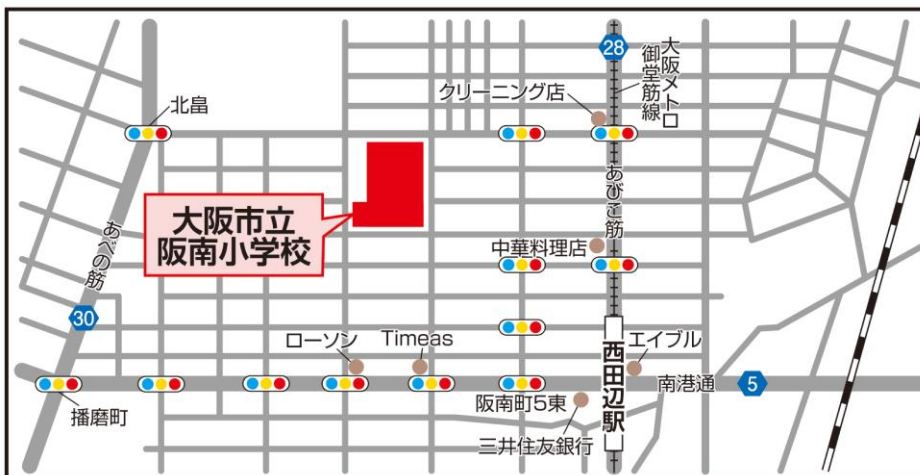 28
大阪メトロ
御堂筋線
クリーニング店
北畠
あびこ筋
大阪市立
阪南小学校
中華料理店
あべの筋
30
ローソン
Timeas
西田辺駅
エイブル
南港通
5
播磨町
阪南町5東
三井住友銀行